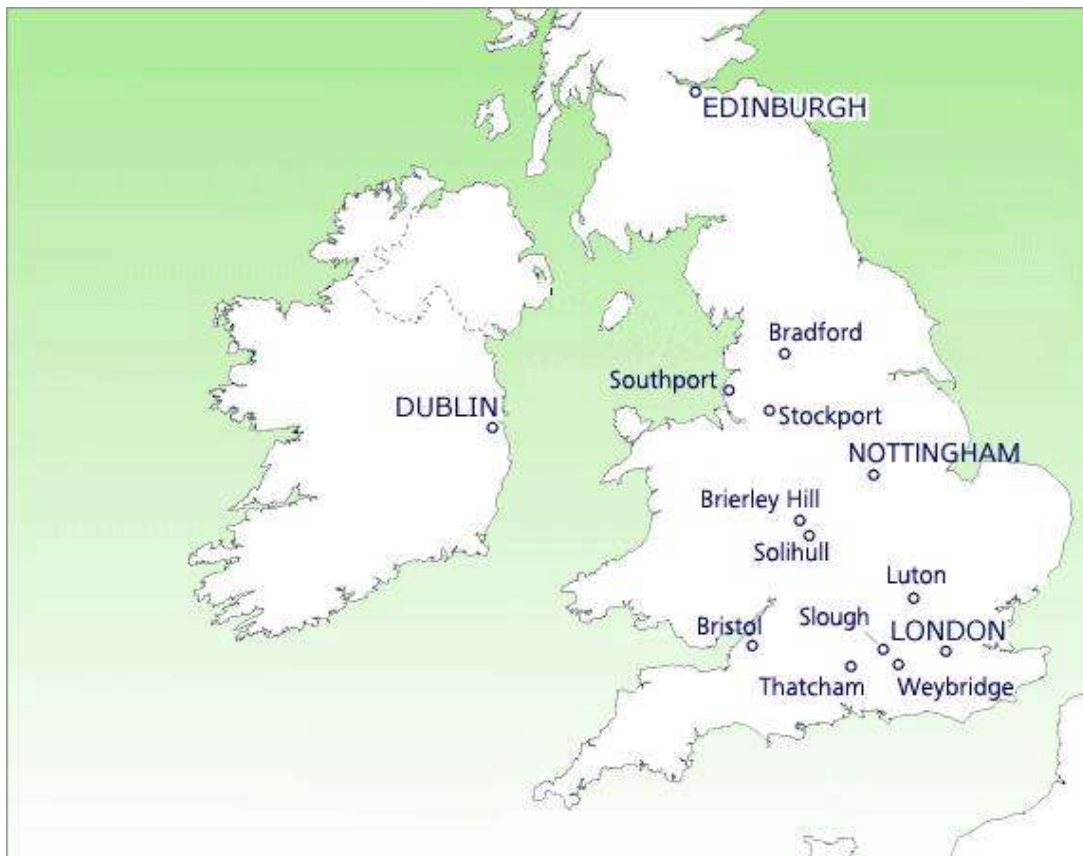 EDINBURGH
Bradford
Southport
DUBLIN
Stockport
NOTTINGHAM
Brierley Hill
Solihull
Luton
Slough
Bristol
LONDON
Thatcham
Weybridge